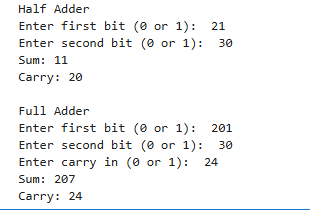 Half Adder
Enter first bit (0 or 1):  21
Enter second bit (0 or 1):  30
Sum: 11
Carry: 20

Full Adder
Enter first bit (0 or 1):  201
Enter second bit (0 or 1):  30
Enter carry in (0 or 1):  24
Sum: 207
Carry: 24